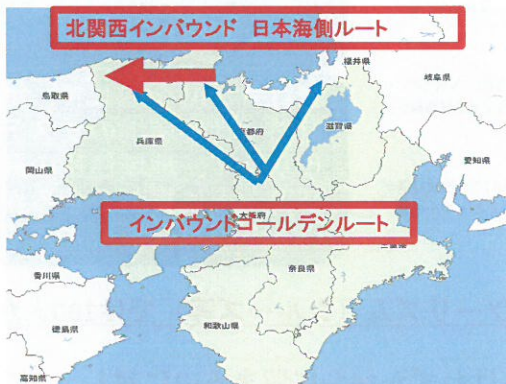 北関西インバウンド 日本海側ルート
福井県
鳥取県
岐阜県
京都府
滋賀県
兵庫県
岡山県
愛知県
インバウンドゴールデンルート
大阪府
三重県
奈良県
香川県
和歌山県
徳島県
高知県